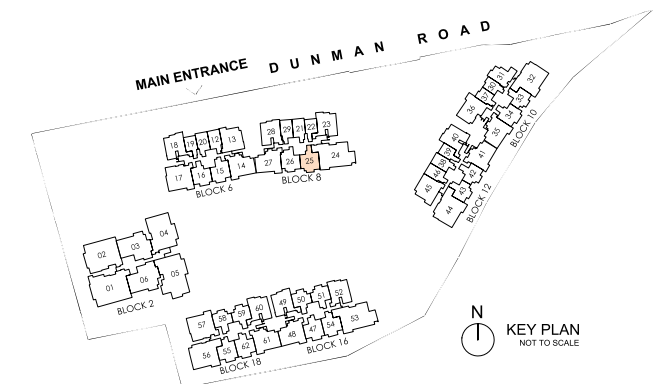 DUNMAN ROAD
MAIN ENTRANCE
18 19 20 12 13
17 16 15 14
BLOCK 6
28 29 21 22 23
27 26 25 24
BLOCK 8
31 32
30
37 33
36 34
35
BLOCK 10
40
39 41
38
46 42
45 43
44
BLOCK 12
02 03 04
01 06 05
BLOCK 2
57 58 59 60
56 55 62 61
BLOCK 18
49 50 51 52
48 47 54 53
BLOCK 16
N
KEY PLAN
NOT TO SCALE